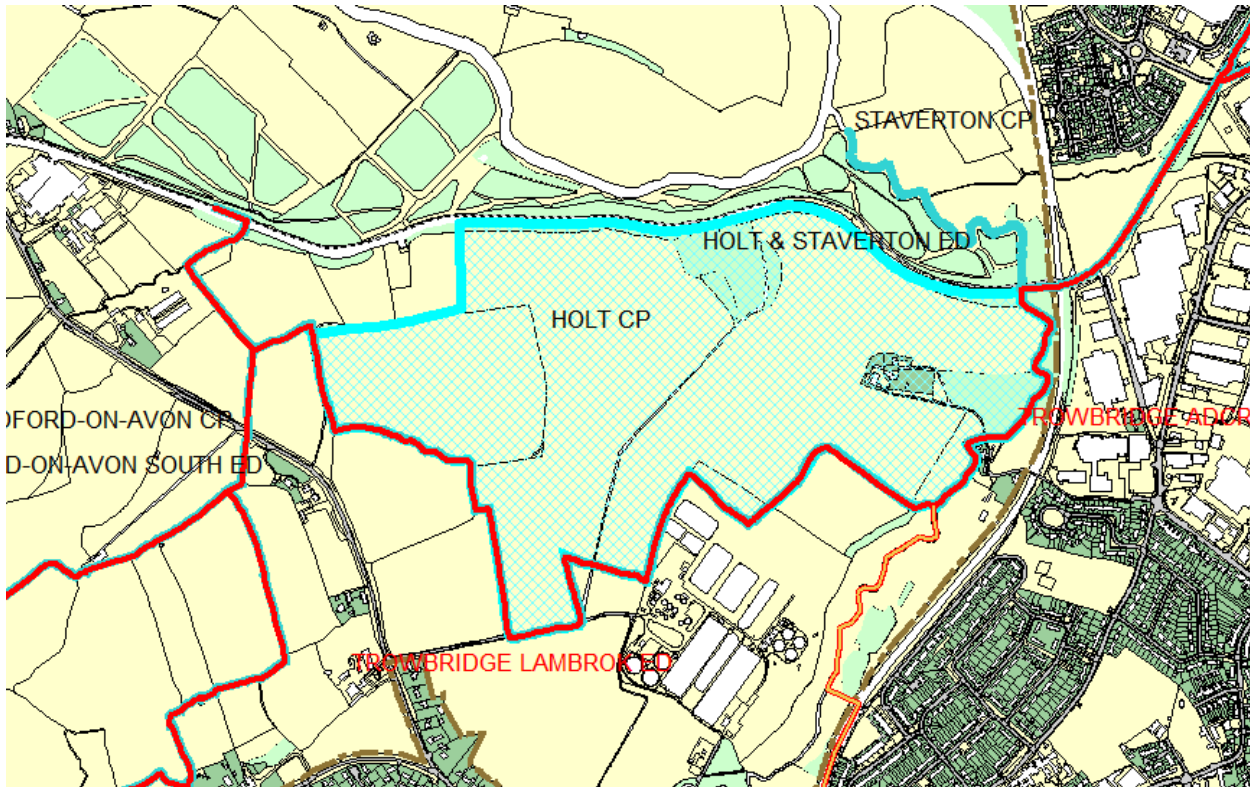 STAVERTON CP
HOLT & STAVERTON ED
HOLT CP
DFORD-ON-AVON CP
TROWBRIDGE ADCR
D-ON-AVON SOUTH ED
TROWBRIDGE LAMBROK ED